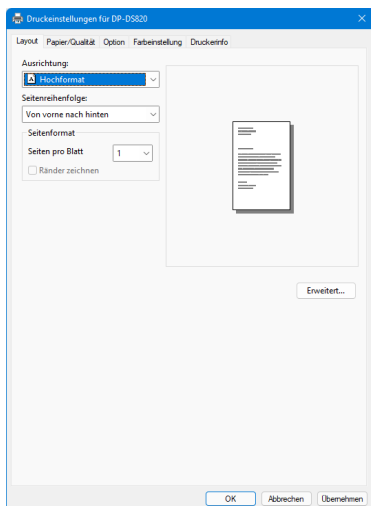 Druckeinstellungen für DP-DS820
Layout Papier/Qualität Option Farbeinstellung Druckerinfo
Ausrichtung:
A Hochformat
Seitenreihenfolge:
Von vorne nach hinten
Seitenformat
Seiten pro Blatt 1
Ränder zeichnen
Erweitert...
OK Abbrechen Übernehmen